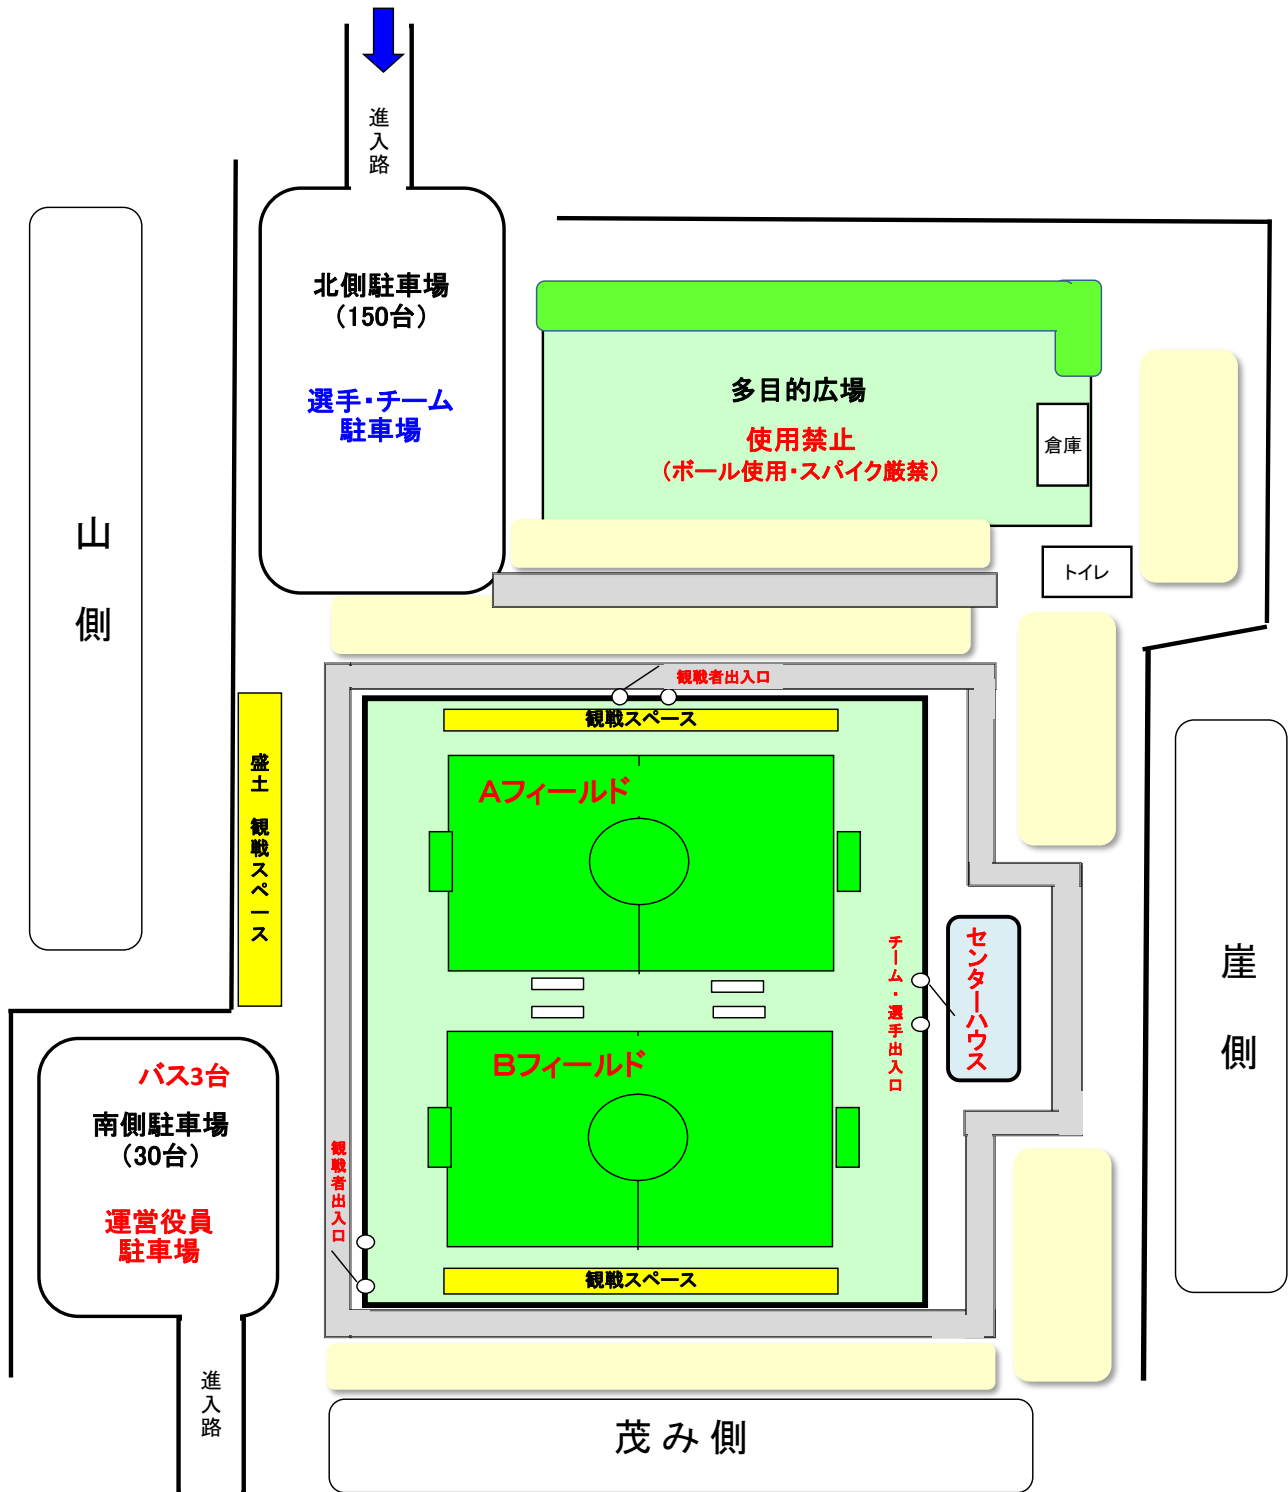 進入路
北側駐車場
（150台）
選手・チーム
駐車場
多目的広場
使用禁止
（ボール使用・スパイク厳禁）
倉庫
トイレ
山側
観戦者出入口
観戦スペース
盛土 観戦スペース
Aフィールド
チーム・選手出入口
センターハウス
崖側
Bフィールド
バス3台
南側駐車場
（30台）
運営役員
駐車場
観戦者出入口
観戦スペース
進入路
茂み側